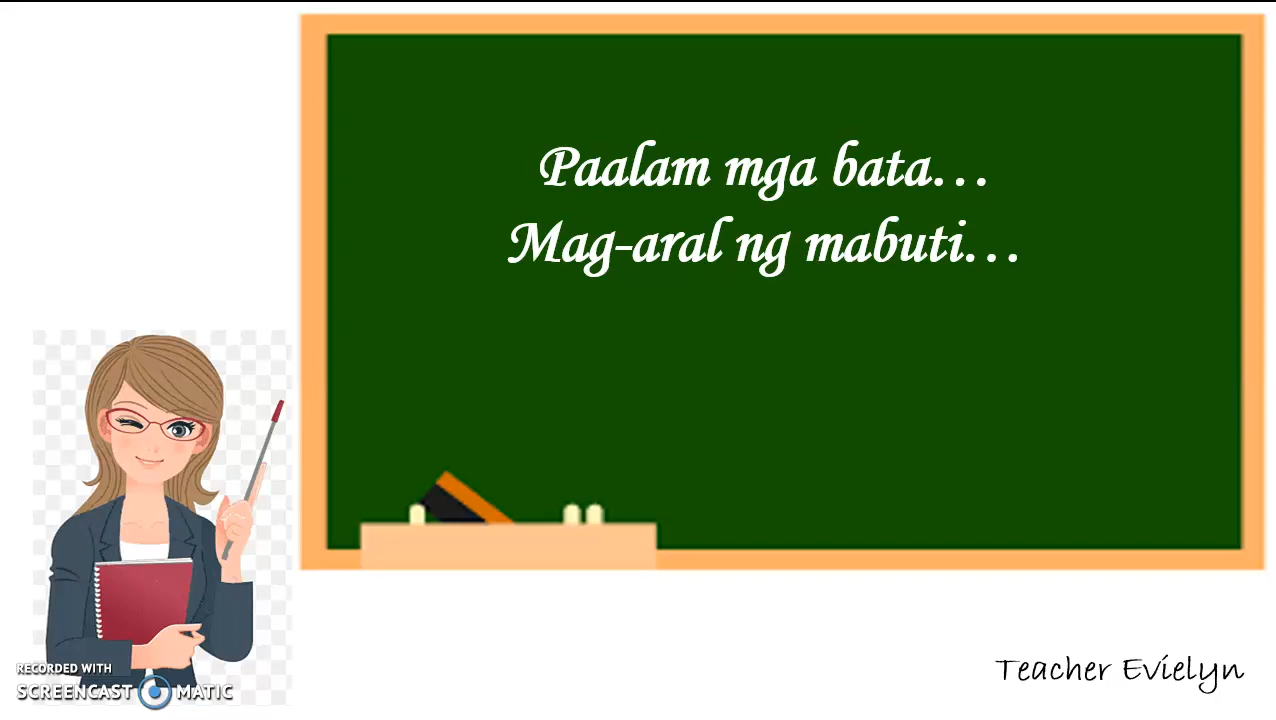 Paalam mga bata…
Mag-aral ng mabuti…
RECORDED WITH
SCREENCAST MATIC
Teacher Evielyn